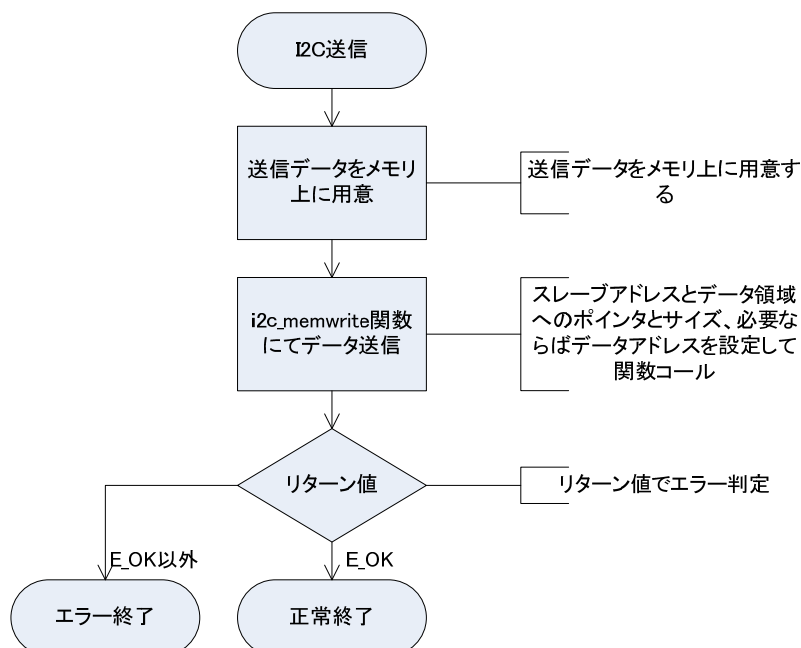 I2C送信
送信データをメモリ
上に用意
送信データをメモリ上に用意す
る
i2c_memwrite関数
にてデータ送信
スレーブアドレスとデータ領域
へのポインタとサイズ、必要な
らばデータアドレスを設定して
関数コール
リターン値
リターン値でエラー判定
E_OK以外
E_OK
エラー終了
正常終了